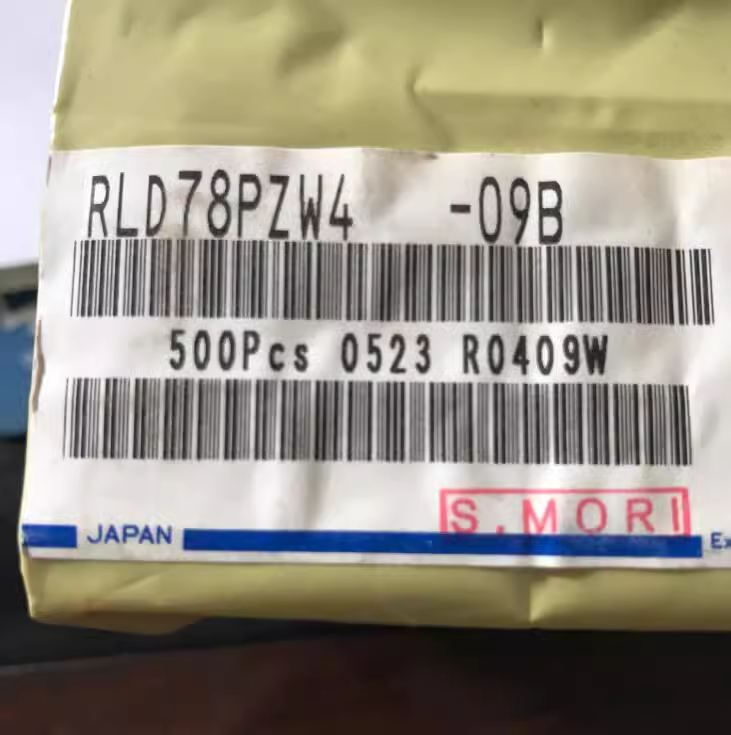 RLD78PZW4 -09B
500Pcs 0523 R0409W
S.MORI
JAPAN